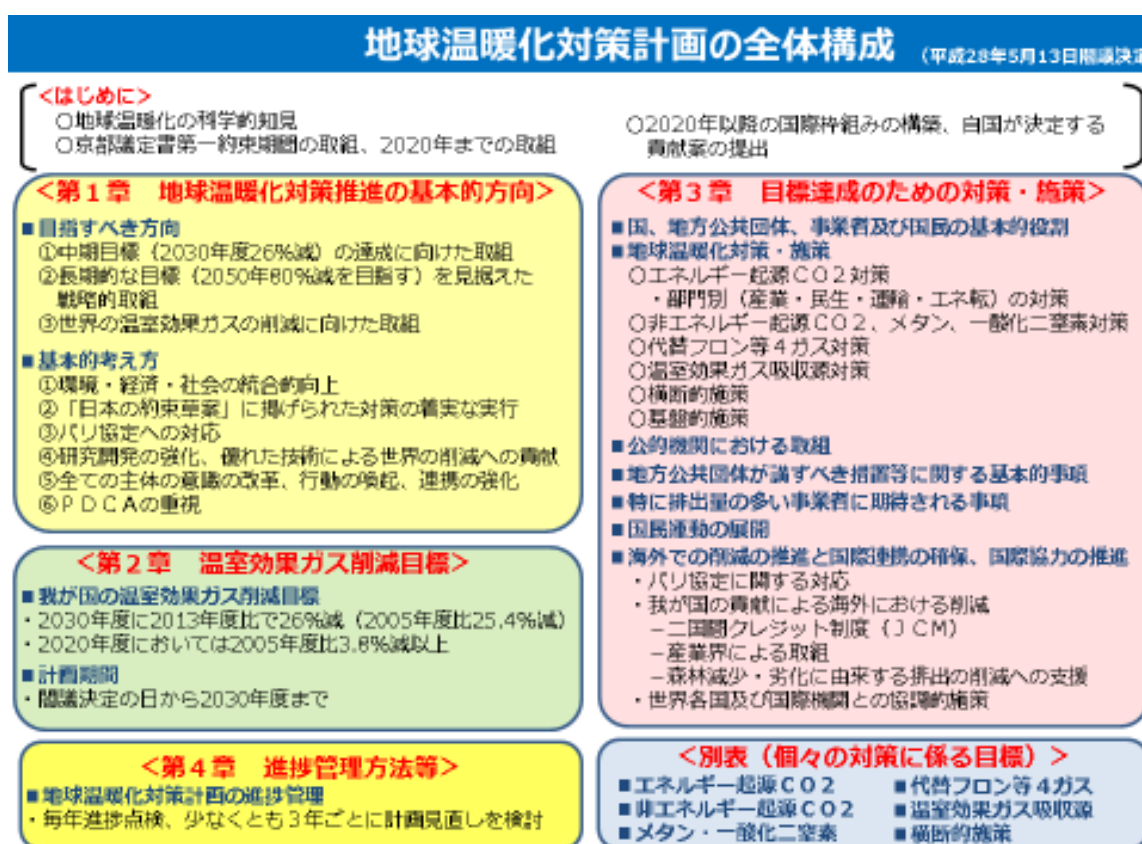 地球温暖化対策計画の全体構成 (平成28年5月13日閣議決定
<はじめに>
○地球温暖化の科学的知見
○京都議定書第一約束期間の取組、2020年までの取組
○2020年以降の国際枠組みの構築、自国が決定する
貢献案の提出
<第1章 地球温暖化対策推進の基本的方向>
■目指すべき方向
①中期目標(2030年度26%減)の達成に向けた取組
②長期的な目標(2050年80%減を目指す)を見据えた
戦略的取組
③世界の温室効果ガスの削減に向けた取組
■基本的考え方
①環境・経済・社会の統合的向上
②「日本の約束草案」に掲げられた対策の着実な実行
③パリ協定への対応
④研究開発の強化、優れた技術による世界の削減への貢献
⑤全ての主体の意識の改革、行動の喚起、連携の強化
⑥PDCAの重視
<第2章 温室効果ガス削減目標>
■我が国の温室効果ガス削減目標
・2030年度に2013年度比で26%減(2005年度比25.4%減)
・2020年度においては2005年度比3.8%減以上
■計画期間
・閣議決定の日から2030年度まで
<第4章 進捗管理方法等>
■地球温暖化対策計画の進捗管理
・毎年進捗点検、少なくとも3年ごとに計画見直しを検討
<第3章 目標達成のための対策・施策>
■国、地方公共団体、事業者及び国民の基本的役割
■地球温暖化対策・施策
○エネルギー起源CO2対策
・部門別(産業・民生・運輸・エネ転)の対策
○非エネルギー起源CO2、メタン、一酸化二窒素対策
○代替フロン等4ガス対策
○温室効果ガス吸収源対策
○横断的施策
○基盤的施策
■公的機関における取組
■地方公共団体が講ずべき措置等に関する基本的事項
■特に排出量の多い事業者に期待される事項
■国民運動の展開
■海外での削減の推進と国際連携の確保、国際協力の推進
・パリ協定に関する対応
・我が国の貢献による海外における削減
－二国間クレジット制度(JCM)
－産業界による取組
－森林減少・劣化に由来する排出の削減への支援
・世界各国及び国際機関との協調的施策
<別表(個々の対策に係る目標)>
■エネルギー起源CO2 ■代替フロン等4ガス
■非エネルギー起源CO2 ■温室効果ガス吸収源
■メタン・一酸化二窒素 ■横断的施策